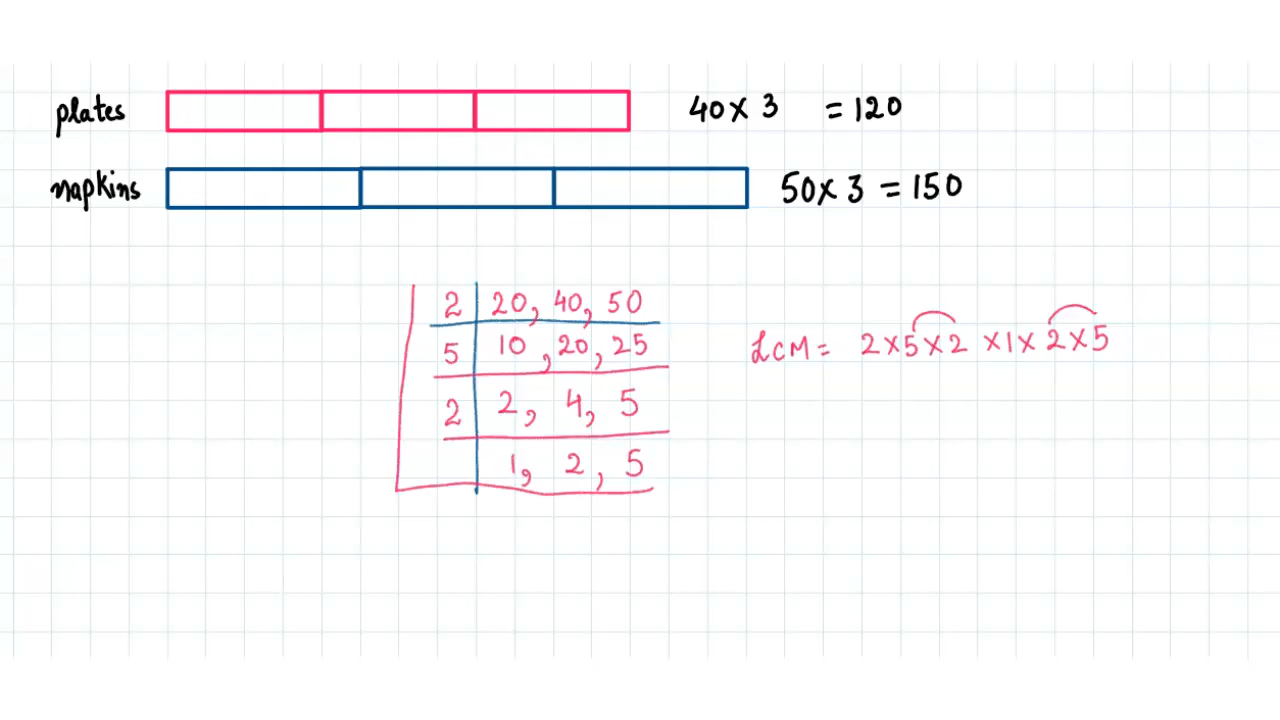 plates 40 x 3 = 120
napkins 50 x 3 = 150
2 20, 40, 50
5 10, 20, 25
2 2, 4, 5
1, 2, 5
LCM = 2 x 5 x 2 x 1 x 2 x 5